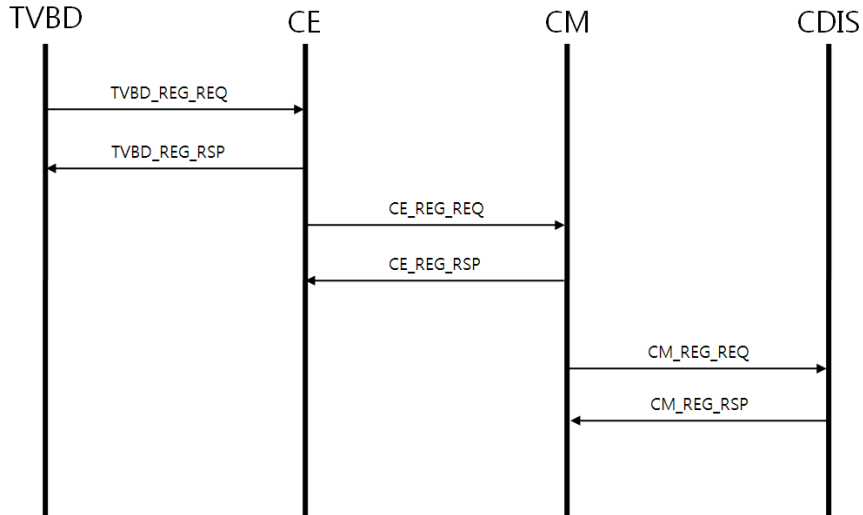 TVBD CE CM CDIS
TVBD_REG_REQ
TVBD_REG_RSP
CE_REG_REQ
CE_REG_RSP
CM_REG_REQ
CM_REG_RSP